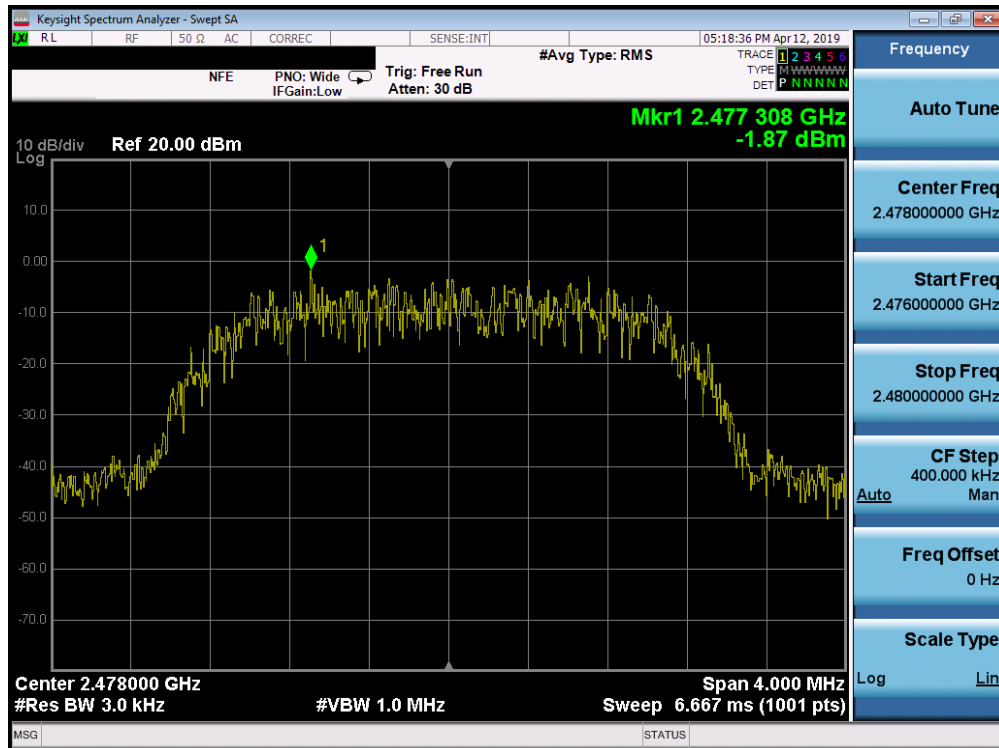 Keysight Spectrum Analyzer - Swept SA
LXI RL RF 50 Ω AC CORREC SENSE:INT 05:18:36 PM Apr 12, 2019
#Avg Type: RMS TRACE 1 2 3 4 5 6
NFE PNO: Wide Trig: Free Run TYPE M WWWWW
IFGain:Low Atten: 30 dB DET P N N N N N
Mkr1 2.477 308 GHz
-1.87 dBm
10 dB/div Ref 20.00 dBm
Log
10.0
1
0.00
-10.0
-20.0
-30.0
-40.0
-50.0
-60.0
-70.0
Center 2.478000 GHz Span 4.000 MHz
#Res BW 3.0 kHz #VBW 1.0 MHz Sweep 6.667 ms (1001 pts)
MSG STATUS
Frequency
Auto Tune
Center Freq
2.478000000 GHz
Start Freq
2.476000000 GHz
Stop Freq
2.480000000 GHz
CF Step
400.000 kHz
Auto Man
Freq Offset
0 Hz
Scale Type
Log Lin